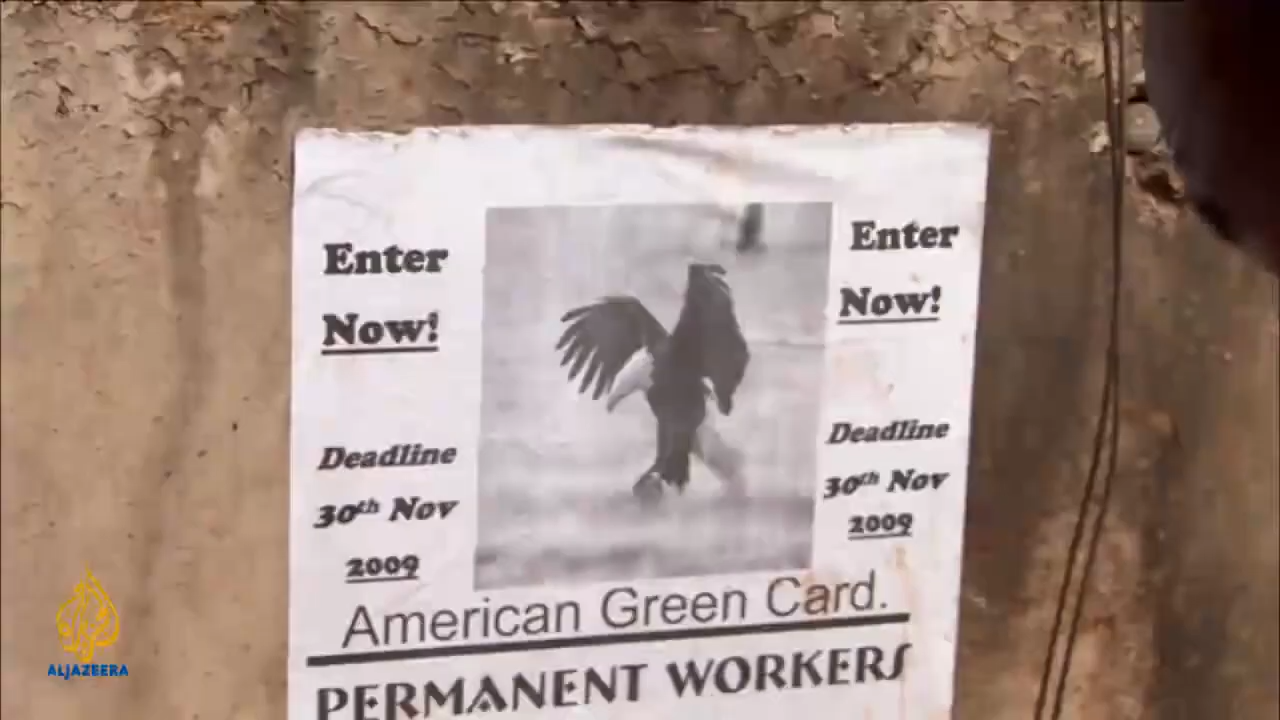 Enter
Now!
Deadline
30th Nov
2009
Enter
Now!
Deadline
30th Nov
2009
American Green Card.
PERMANENT WORKERS
ALJAZEERA